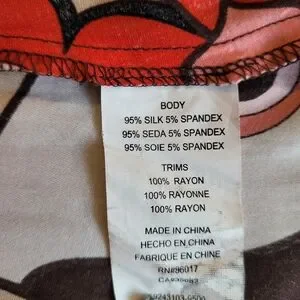 BODY
95% SILK 5% SPANDEX
95% SEDA 5% SPANDEX
95% SOIE 5% SPANDEX
TRIMS
100% RAYON
100% RAYONNE
100% RAYON
MADE IN CHINA
HECHO EN CHINA
FABRIQUE EN CHINE
RN#96017